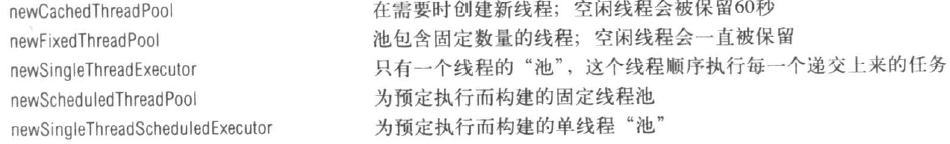 newCachedThreadPool 在需要时创建新线程；空闲线程会被保留60秒
newFixedThreadPool 池包含固定数量的线程；空闲线程会一直被保留
newSingleThreadExecutor 只有一个线程的“池”，这个线程顺序执行每一个递交上来的任务
newScheduledThreadPool 为预定执行而构建的固定线程池
newSingleThreadScheduledExecutor 为预定执行而构建的单线程“池”